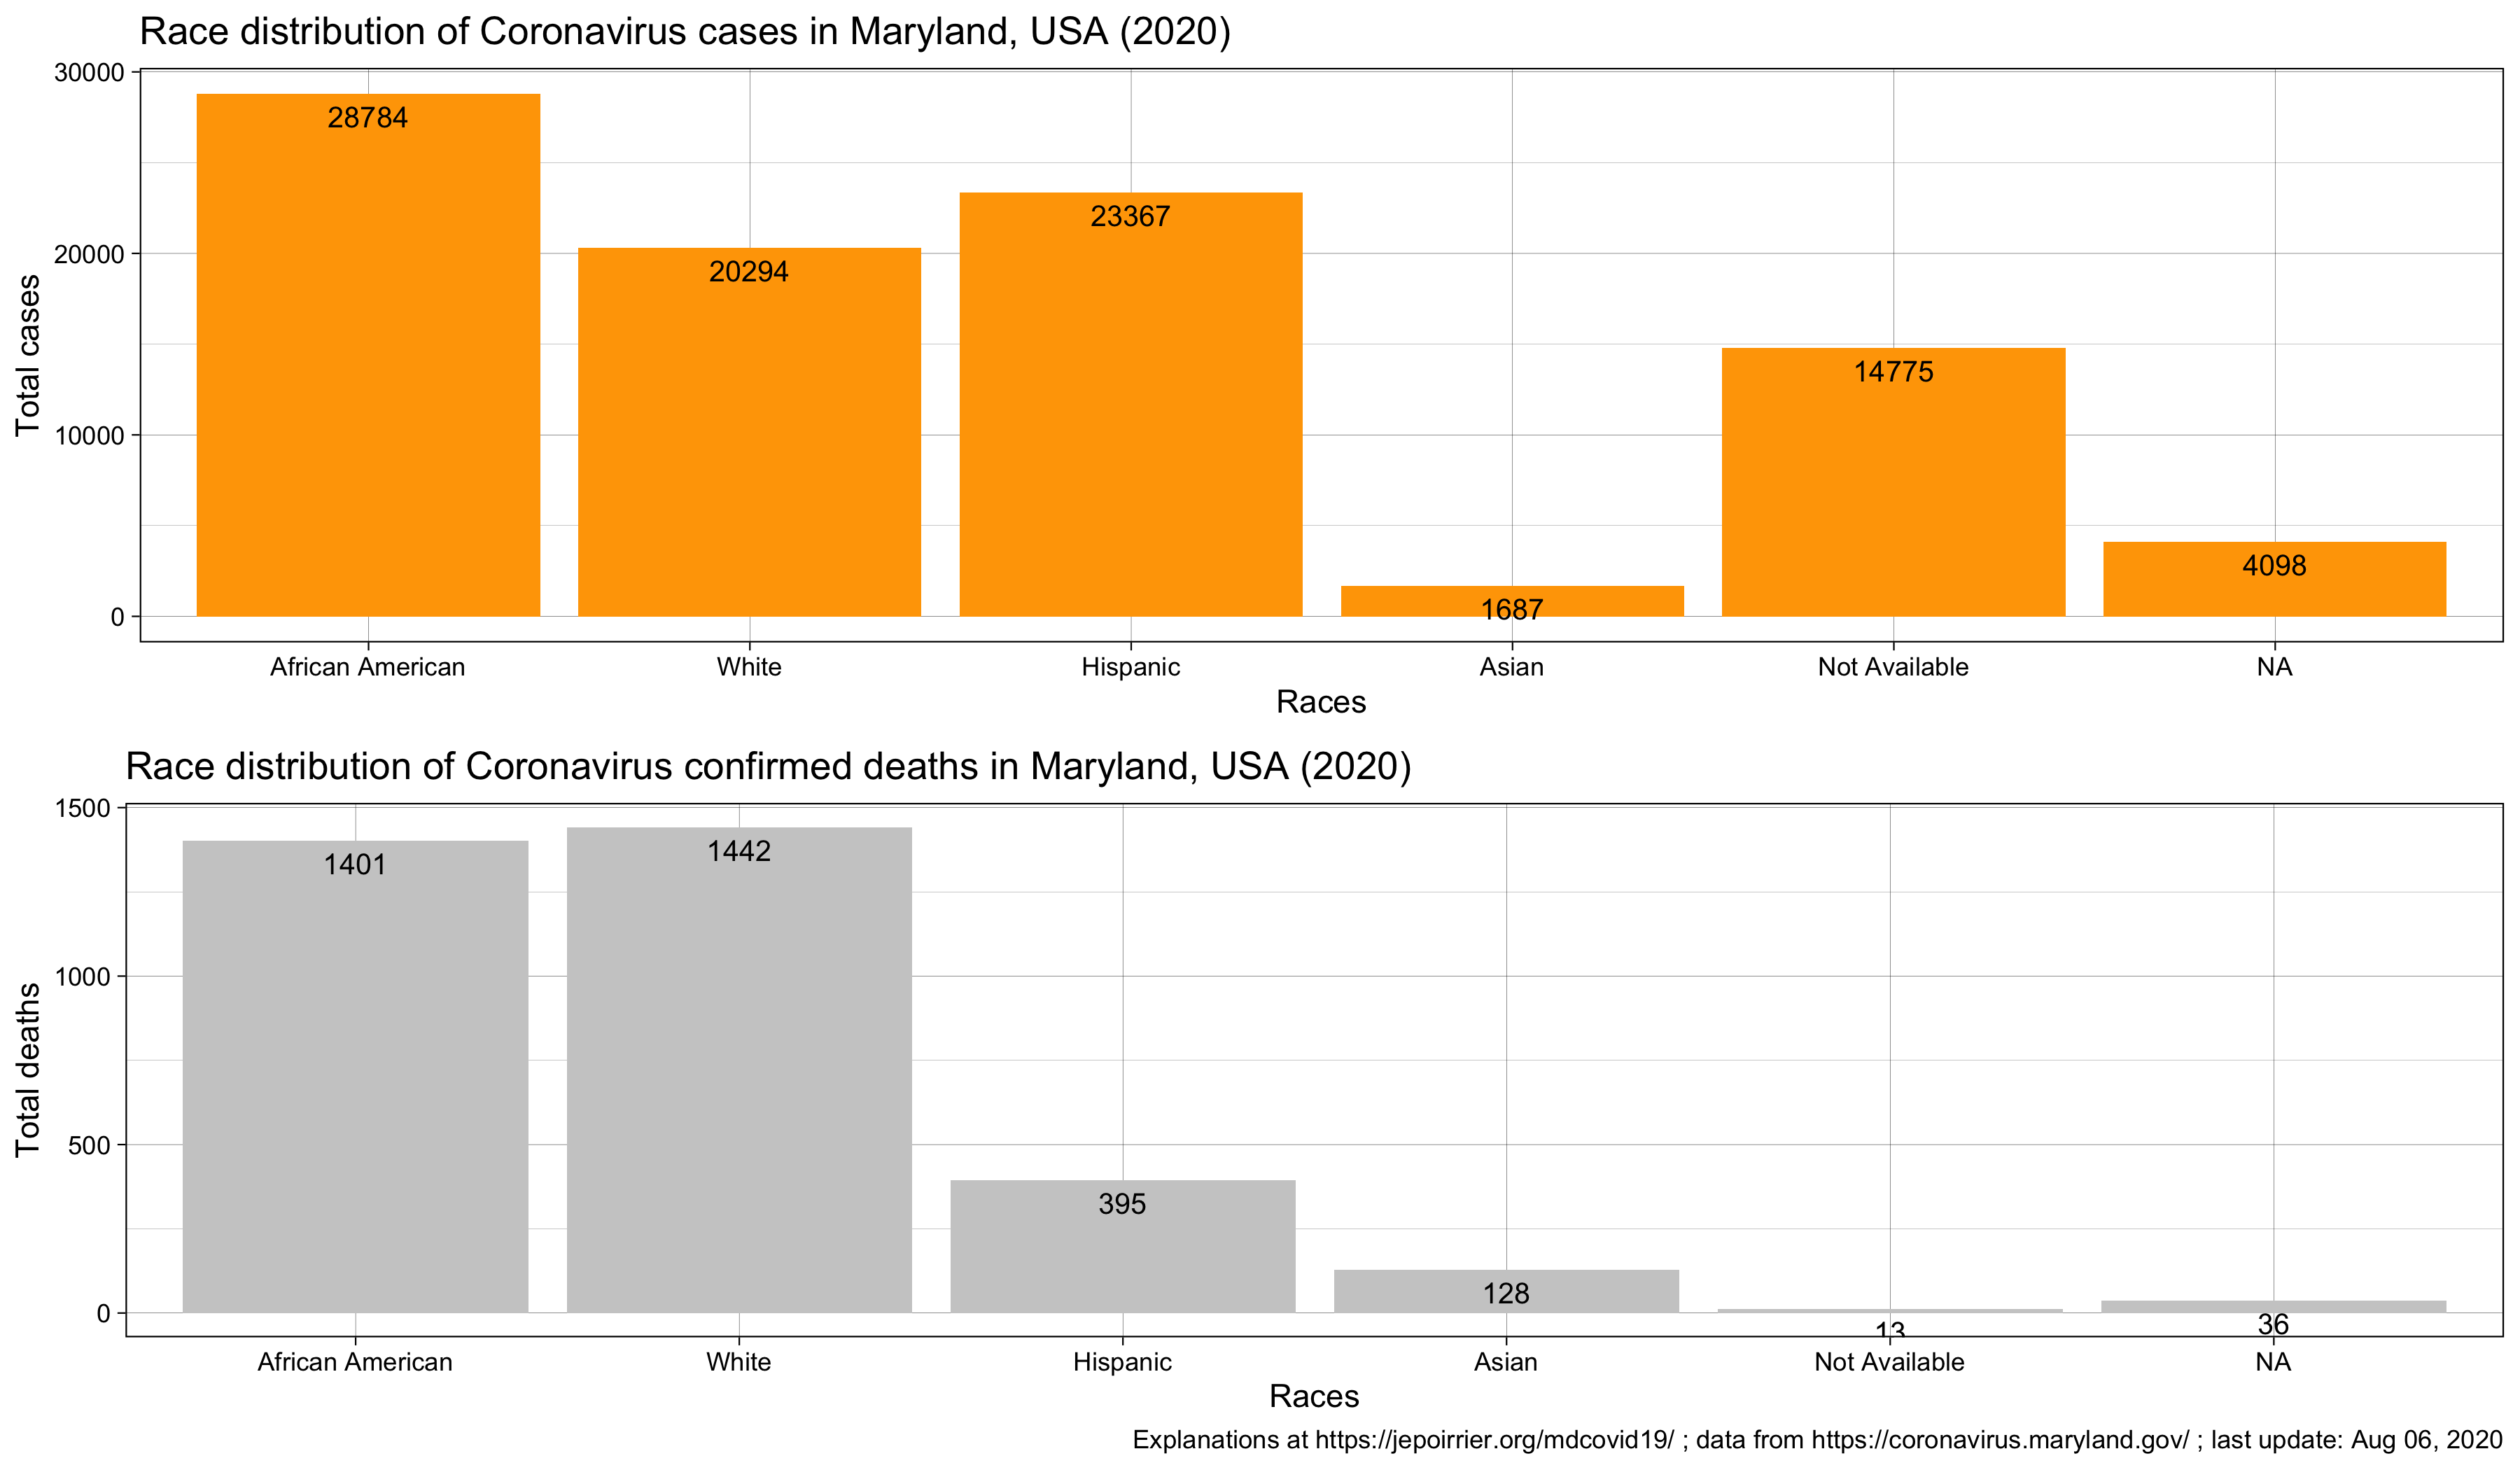 Race distribution of Coronavirus cases in Maryland, USA (2020)
Total cases
30000
20000
10000
0
28784
20294
23367
1687
14775
4098
African American White Hispanic Asian Not Available NA
Races
Race distribution of Coronavirus confirmed deaths in Maryland, USA (2020)
Total deaths
1500
1000
500
0
1401
1442
395
128
13
36
African American White Hispanic Asian Not Available NA
Races
Explanations at https://jepoirrier.org/mdcovid19/ ; data from https://coronavirus.maryland.gov/ ; last update: Aug 06, 2020